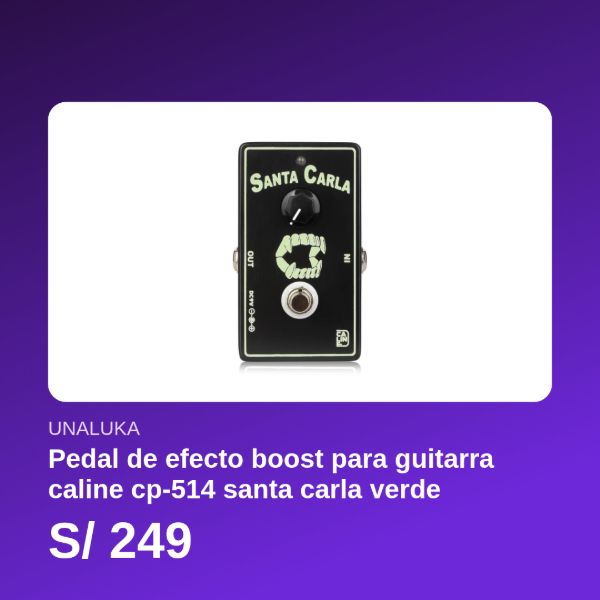 SANTA CARLA
OUT
IN
DC9V
CALINE
UNALUKA
Pedal de efecto boost para guitarra
caline cp-514 santa carla verde
S/ 249